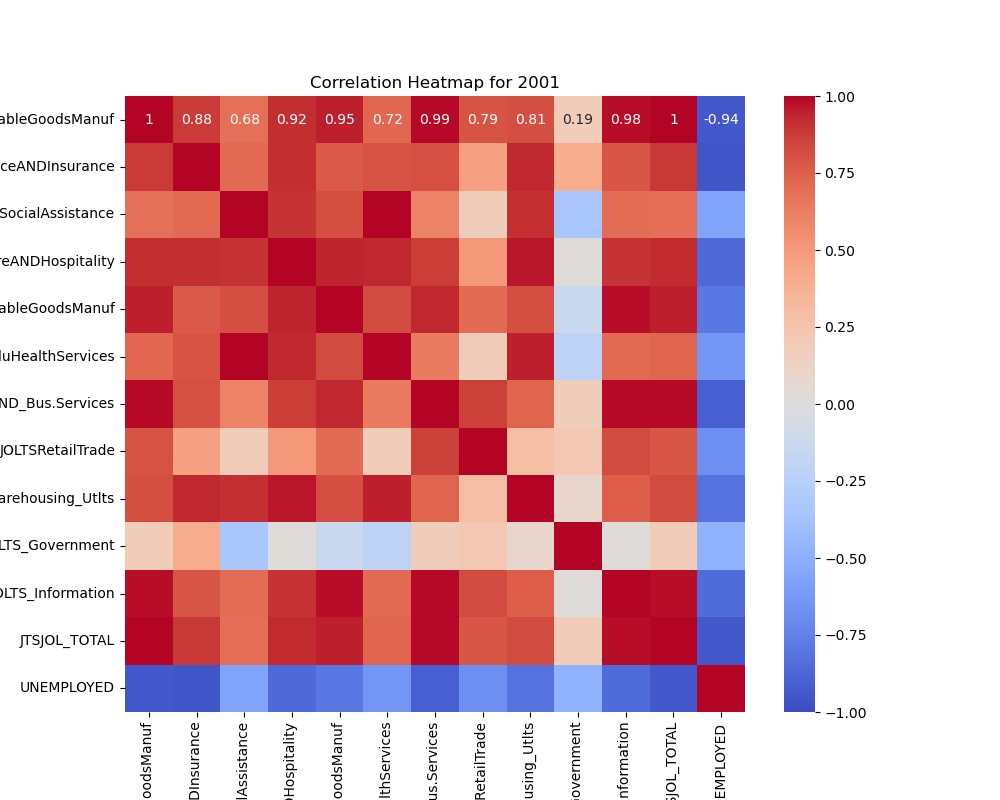 Correlation Heatmap for 2001
ableGoodsManuf
1 0.88 0.68 0.92 0.95 0.72 0.99 0.79 0.81 0.19 0.98 1 -0.94
ceANDInsurance
SocialAssistance
reANDHospitality
ableGoodsManuf
uHealthServices
ND_Bus.Services
JOLTSRetailTrade
arehousing_Utlts
LTS_Government
OLTS_Information
JTSJOL_TOTAL
UNEMPLOYED
oodsManuf
DInsurance
lAssistance
Hospitality
oodsManuf
lthServices
us.Services
RetailTrade
using_Utlts
Government
nformation
SJOL_TOTAL
EMPLOYED
1.00
0.75
0.50
0.25
0.00
−0.25
−0.50
−0.75
−1.00